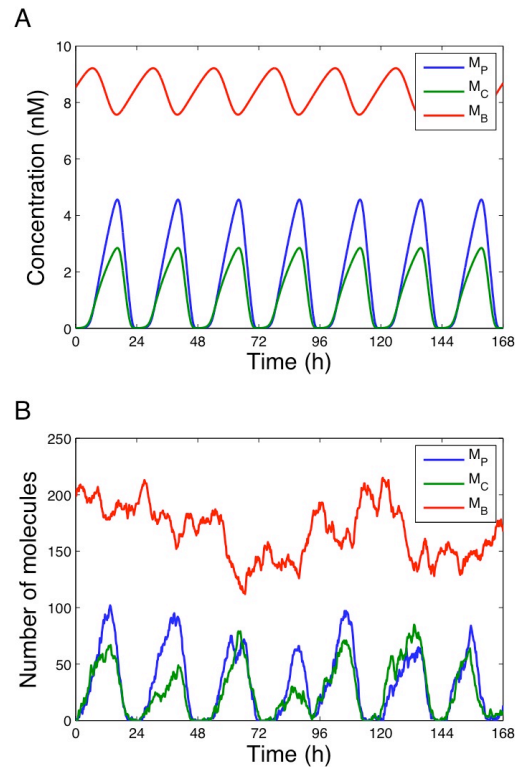 A
10
8
6
4
2
0
Concentration (nM)
M_P
M_C
M_B
0 24 48 72 96 120 144 168
Time (h)
B
250
200
150
100
50
0
Number of molecules
M_P
M_C
M_B
0 24 48 72 96 120 144 168
Time (h)